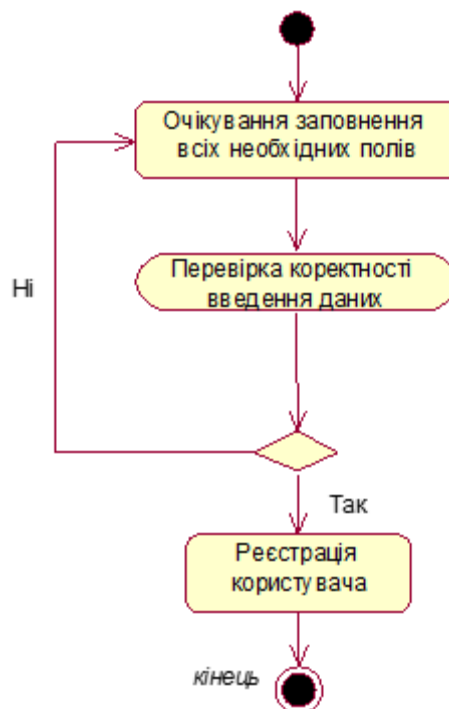 Очікування заповнення
всіх необхідних полів
Перевірка коректності
введення даних
Ні
Так
Реєстрація
користувача
кінець